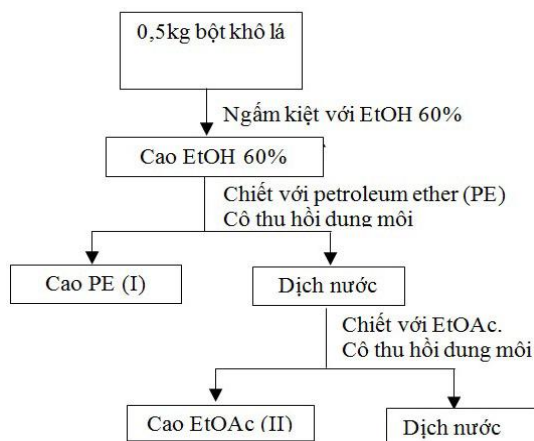 0,5kg bột khô lá
Ngấm kiệt với EtOH 60%
Cao EtOH 60%
Chiết với petroleum ether (PE)
Cô thu hồi dung môi
Cao PE (I)
Dịch nước
Chiết với EtOAc.
Cô thu hồi dung môi
Cao EtOAc (II)
Dịch nước